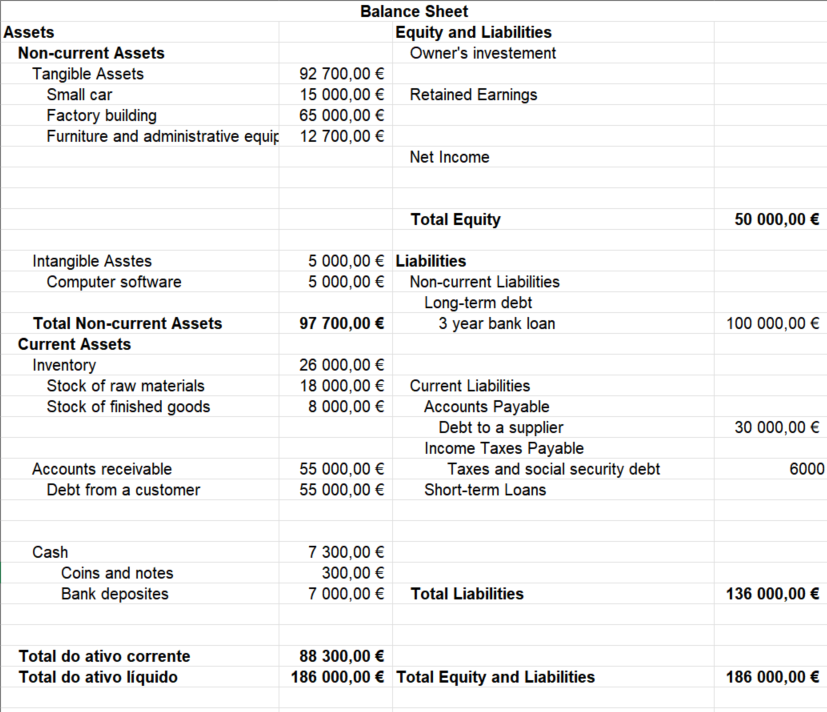 Balance Sheet
Assets Equity and Liabilities
Non-current Assets Owner's investement
Tangible Assets 92 700,00 €
Small car 15 000,00 € Retained Earnings
Factory building 65 000,00 €
Furniture and administrative equip 12 700,00 €
Net Income
Total Equity 50 000,00 €
Intangible Asstes 5 000,00 € Liabilities
Computer software 5 000,00 € Non-current Liabilities
Long-term debt
Total Non-current Assets 97 700,00 € 3 year bank loan 100 000,00 €
Current Assets
Inventory 26 000,00 €
Stock of raw materials 18 000,00 € Current Liabilities
Stock of finished goods 8 000,00 € Accounts Payable
Debt to a supplier 30 000,00 €
Income Taxes Payable
Accounts receivable 55 000,00 € Taxes and social security debt 6000
Debt from a customer 55 000,00 € Short-term Loans
Cash 7 300,00 €
Coins and notes 300,00 €
Bank deposites 7 000,00 € Total Liabilities 136 000,00 €
Total do ativo corrente 88 300,00 €
Total do ativo líquido 186 000,00 € Total Equity and Liabilities 186 000,00 €